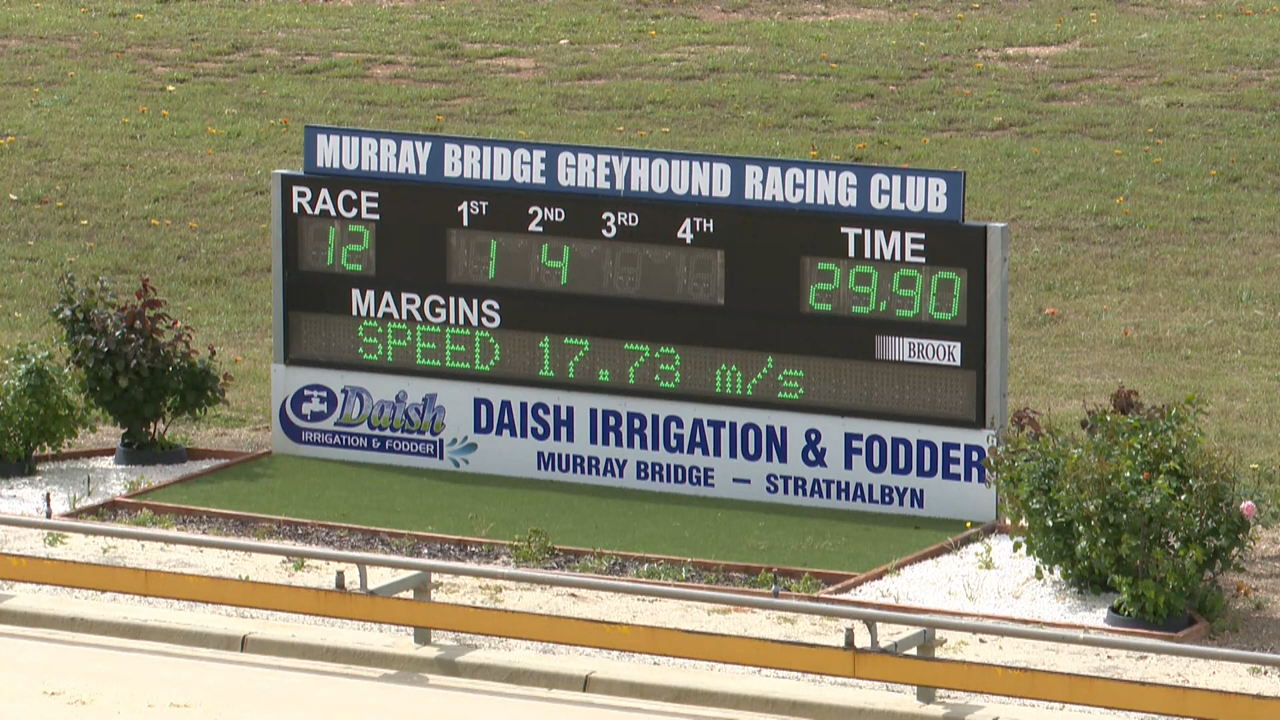 MURRAY BRIDGE GREYHOUND RACING CLUB
RACE 1ST 2ND 3RD 4TH TIME
12 1 4 29.90
MARGINS
BROOK
SPEED 17.73 m/s
Daish
IRRIGATION & FODDER
DAISH IRRIGATION & FODDER
MURRAY BRIDGE — STRATHALBYN